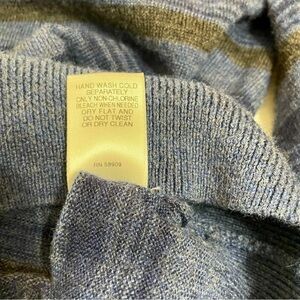 HAND WASH COLD
SEPARATELY
ONLY NON-CHLORINE
BLEACH WHEN NEEDED
DRY FLAT AND
DO NOT TWIST
OR DRY CLEAN
RN 58909